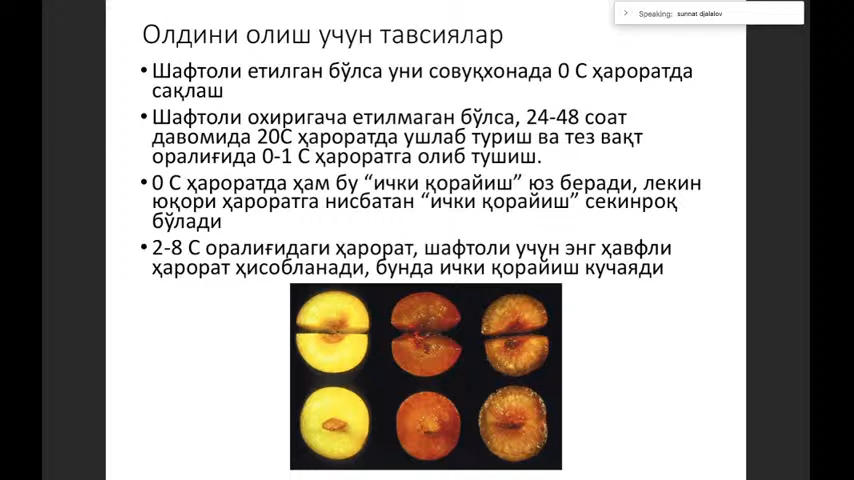 Speaking: sunnat djalalov
Олдини олиш учун тавсиялар
• Шафтоли етилган бўлса уни совуқхонада 0 С ҳароратда
сақлаш
• Шафтоли охиригача етилмаган бўлса, 24-48 соат
давомида 20С ҳароратда ушлаб туриш ва тез вақт
оралиғида 0-1 С ҳароратга олиб тушиш.
• 0 С ҳароратда ҳам бу “ички қорайиш” юз беради, лекин
юқори ҳароратга нисбатан “ички қорайиш” секинроқ
бўлади
• 2-8 С оралиғидаги ҳарорат, шафтоли учун энг ҳавфли
ҳарорат ҳисобланади, бунда ички қорайиш кучаяди